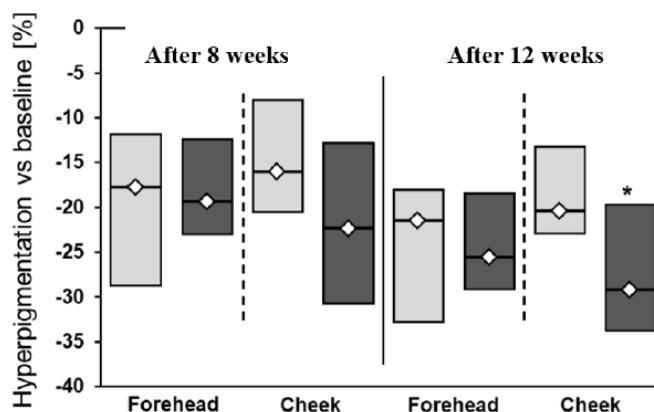 Hyperpigmentation vs baseline [%]
0
-5
-10
-15
-20
-25
-30
-35
-40
After 8 weeks
After 12 weeks
*
Forehead
Cheek
Forehead
Cheek